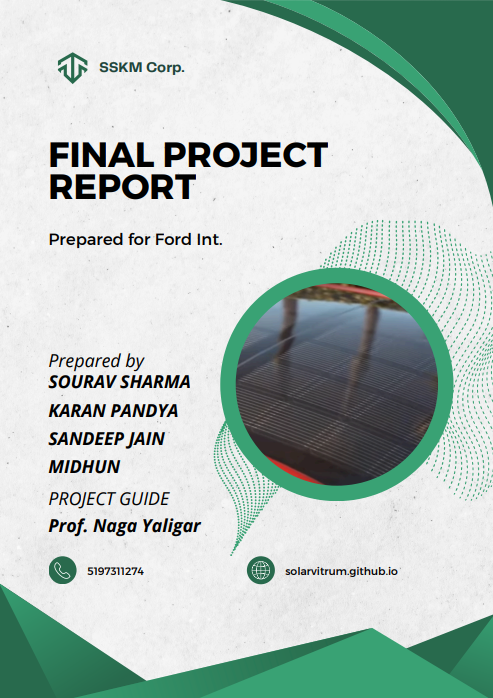 SSKM Corp.
FINAL PROJECT
REPORT
Prepared for Ford Int.
Prepared by
SOURAV SHARMA
KARAN PANDYA
SANDEEP JAIN
MIDHUN
PROJECT GUIDE
Prof. Naga Yaligar
5197311274
solarvitrum.github.io